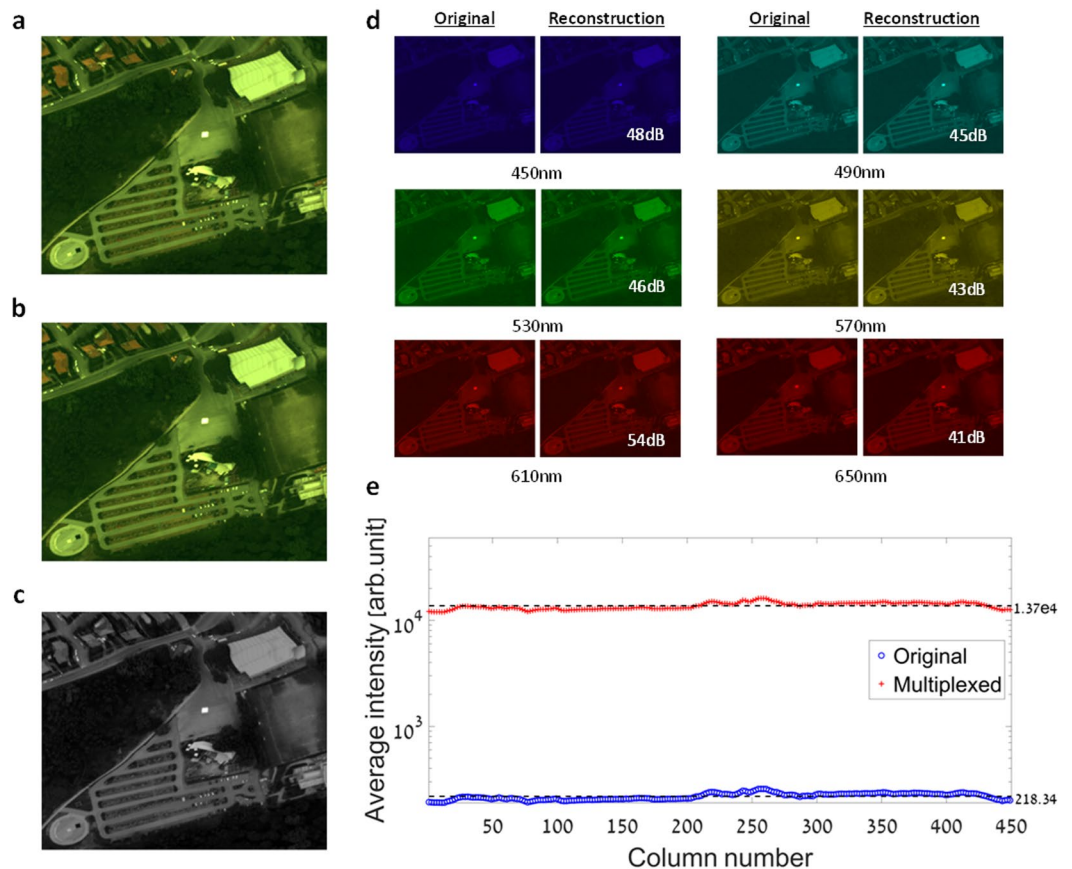 a
b
c
d
Original Reconstruction Original Reconstruction
48dB 45dB
450nm 490nm
46dB 43dB
530nm 570nm
54dB 41dB
610nm 650nm
e
Average intensity [arb.unit]
10^4
10^3
1.37e4
Original
Multiplexed
218.34
50 100 150 200 250 300 350 400 450
Column number